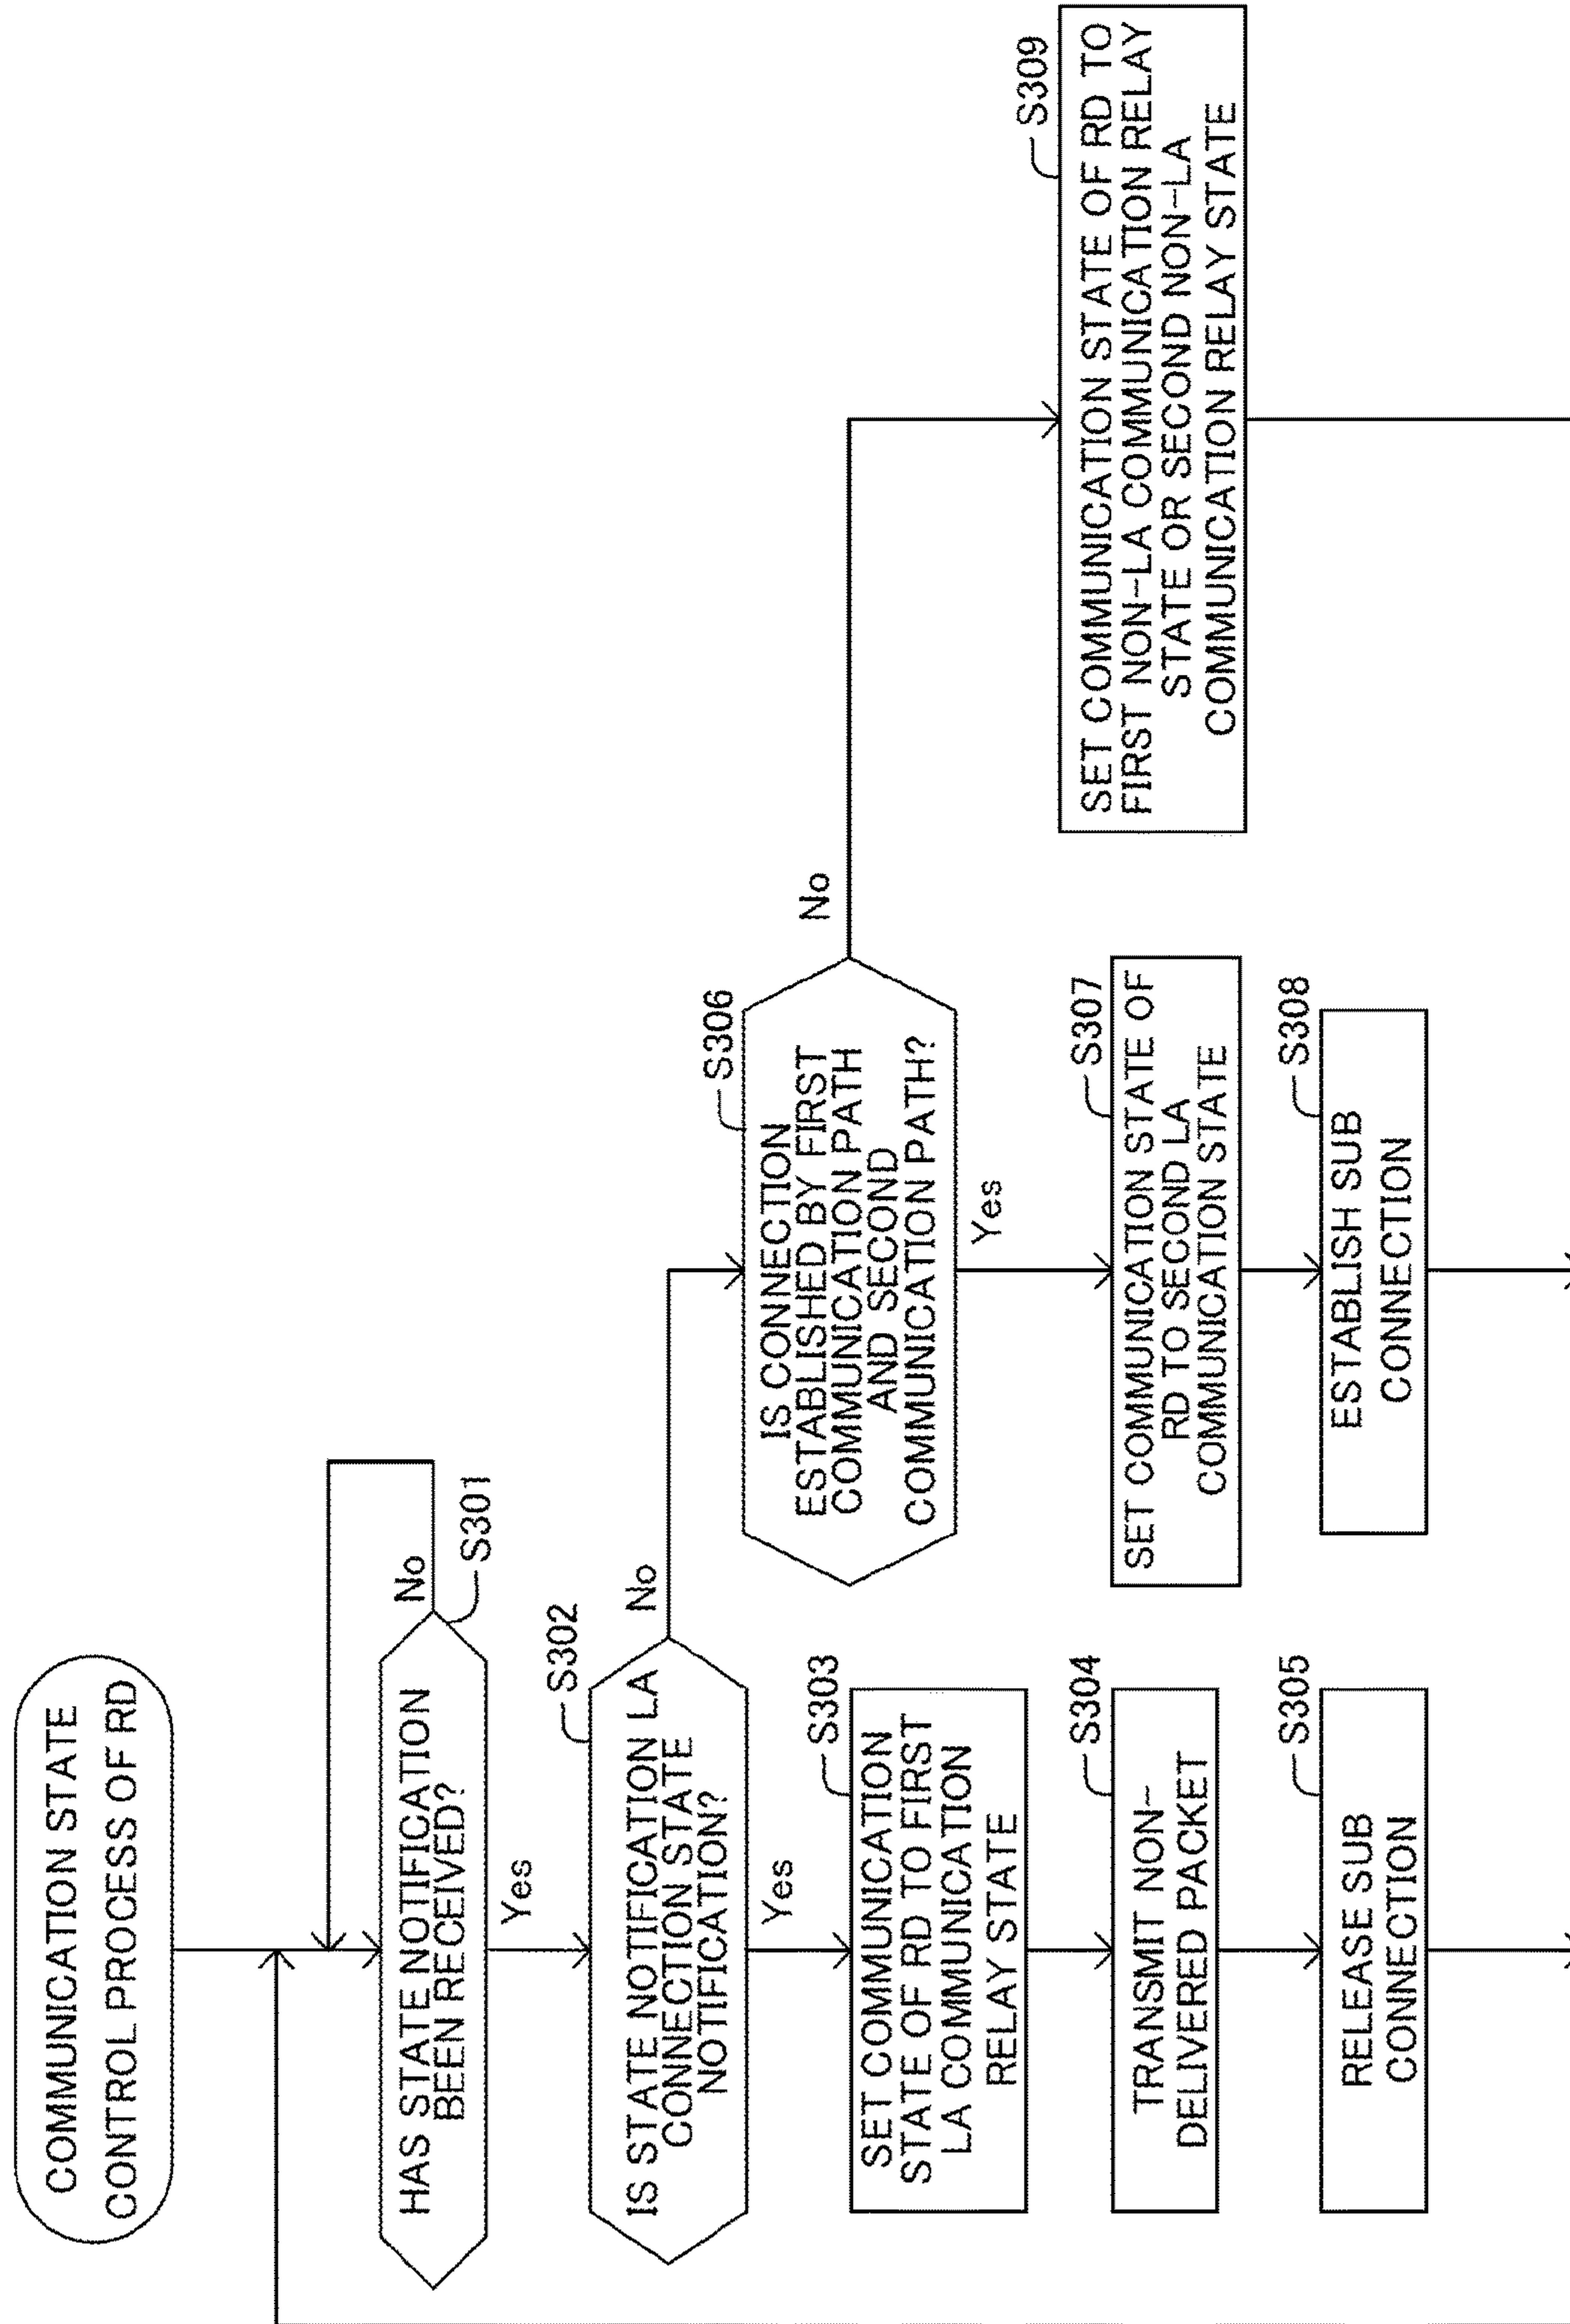 COMMUNICATION STATE
CONTROL PROCESS OF RD
HAS STATE NOTIFICATION
BEEN RECEIVED?
No
S301
Yes
IS STATE NOTIFICATION LA
CONNECTION STATE
NOTIFICATION?
S302
No
Yes
SET COMMUNICATION
STATE OF RD TO FIRST
LA COMMUNICATION
RELAY STATE
S303
TRANSMIT NON-
DELIVERED PACKET
S304
RELEASE SUB
CONNECTION
S305
IS CONNECTION
ESTABLISHED BY FIRST
COMMUNICATION PATH
AND SECOND
COMMUNICATION PATH?
S306
No
Yes
SET COMMUNICATION STATE OF
RD TO SECOND LA
COMMUNICATION STATE
S307
ESTABLISH SUB
CONNECTION
S308
SET COMMUNICATION STATE OF RD TO
FIRST NON-LA COMMUNICATION RELAY
STATE OR SECOND NON-LA
COMMUNICATION RELAY STATE
S309